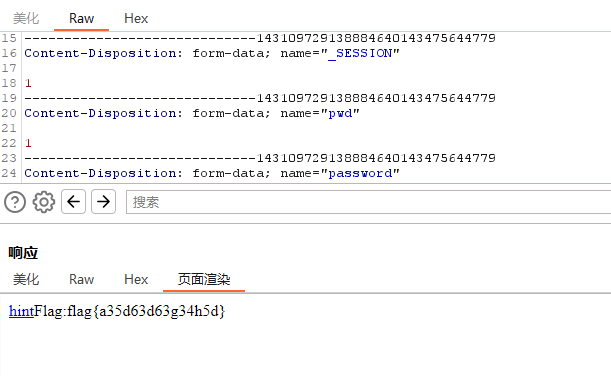 美化 Raw Hex
15 -----------------------------143109729138884640143475644779
16 Content-Disposition: form-data; name="_SESSION"
17
18 1
19 -----------------------------143109729138884640143475644779
20 Content-Disposition: form-data; name="pwd"
21
22 1
23 -----------------------------143109729138884640143475644779
24 Content-Disposition: form-data; name="password"
搜索
响应
美化 Raw Hex 页面渲染
hintFlag:flag{a35d63d63g34h5d}